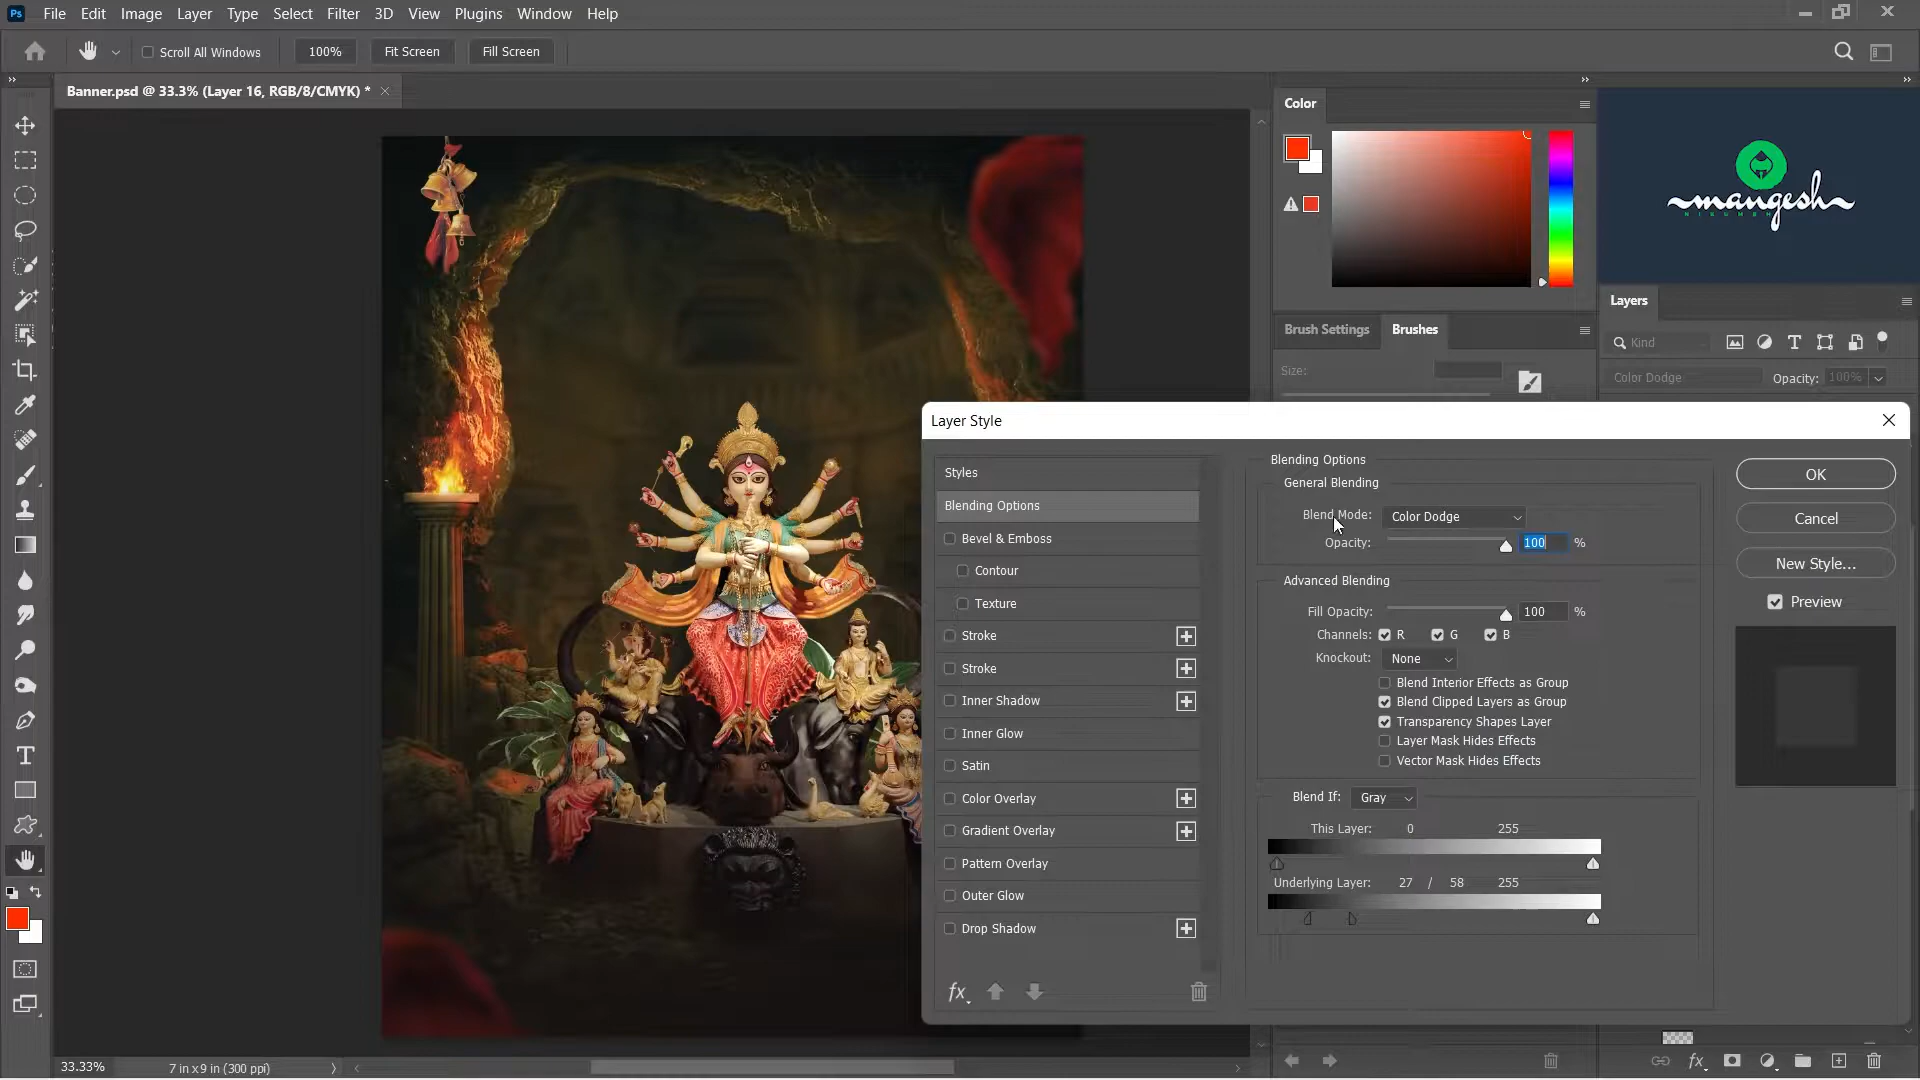 Ps File Edit Image Layer Type Select Filter 3D View Plugins Window Help
Scroll All Windows 100% Fit Screen Fill Screen
Banner.psd @ 33.3% (Layer 16, RGB/8/CMYK) *
Color
mangesh
Layers
Brush Settings Brushes
Kind
Size:
Color Dodge Opacity: 100%
Layer Style
Styles
Blending Options
Bevel & Emboss
Contour
Texture
Stroke
Stroke
Inner Shadow
Inner Glow
Satin
Color Overlay
Gradient Overlay
Pattern Overlay
Outer Glow
Drop Shadow
fx
Blending Options
General Blending
Blend Mode: Color Dodge
Opacity: 100 %
Advanced Blending
Fill Opacity: 100 %
Channels: R G B
Knockout: None
Blend Interior Effects as Group
Blend Clipped Layers as Group
Transparency Shapes Layer
Layer Mask Hides Effects
Vector Mask Hides Effects
Blend If: Gray
This Layer: 0 255
Underlying Layer: 27 / 58 255
OK
Cancel
New Style...
Preview
33.33% 7 in x 9 in (300 ppi)
fx